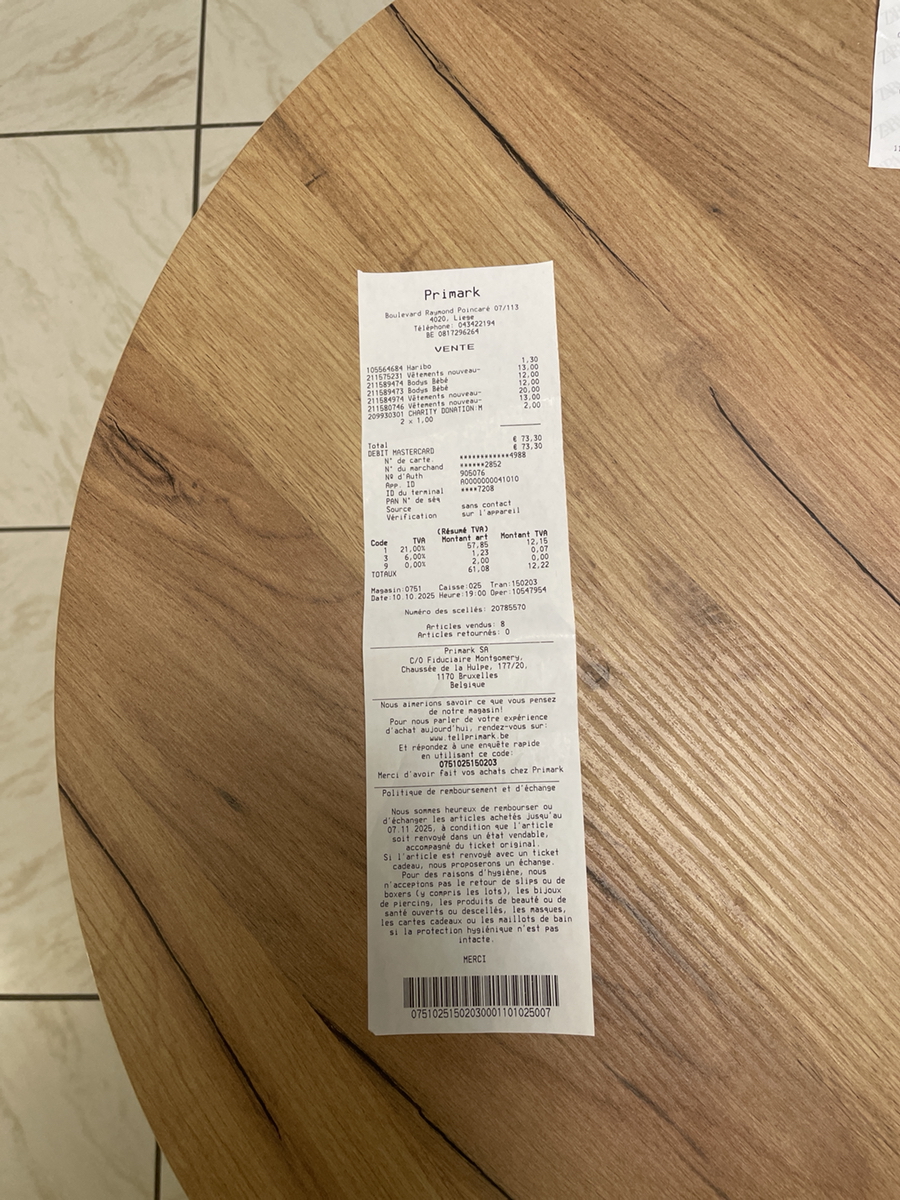 Primark
Boulevard Raymond Poincaré 07/113
4020, Liege
Téléphone: 043422194
BE 0817296264
VENTE
105564684 Haribo 1,30
211575231 Vêtements nouveau- 13,00
211589474 Bodys Bébé 12,00
211589473 Bodys Bébé 12,00
211584974 Vêtements nouveau- 20,00
211580746 Vêtements nouveau- 13,00
209930301 CHARITY DONATION:M 2,00
2 x 1,00
Total € 73,30
DEBIT MASTERCARD € 73,30
N° de carte. ************4988
N° du marchand ******2852
Nº d'Auth 905076
App. ID A0000000041010
ID du terminal ****7208
PAN N° de séq
Source sans contact
Vérification sur l'appareil
(Résumé TVA)
Code TVA Montant art Montant TVA
1 21,00% 57,85 12,15
3 6,00% 1,23 0,07
9 0,00% 2,00 0,00
TOTAUX 61,08 12,22
Magasin:0751 Caisse:025 Tran:150203
Date:10.10.2025 Heure:19:00 Oper:10547954
Numéro des scellés: 20785570
Articles vendus: 8
Articles retournés: 0
Primark SA
C/O Fiduciaire Montgomery,
Chaussée de la Hulpe, 177/20,
1170 Bruxelles
Belgique
Nous aimerions savoir ce que vous pensez
de notre magasin!
Pour nous parler de votre expérience
d'achat aujourd'hui, rendez-vous sur:
www.tellprimark.be
Et répondez à une enquête rapide
en utilisant ce code:
0751025150203
Merci d'avoir fait vos achats chez Primark
Politique de remboursement et d'échange
Nous sommes heureux de rembourser ou
d'échanger les articles achetés jusqu'au
07.11.2025, à condition que l'article
soit renvoyé dans un état vendable,
accompagné du ticket original.
Si l'article est renvoyé avec un ticket
cadeau, nous proposerons un échange.
Pour des raisons d'hygiène, nous
n'acceptons pas le retour de slips ou de
boxers (y compris les lots), les bijoux
de piercing, les produits de beauté ou de
santé ouverts ou descellés, les masques,
les cartes cadeaux ou les maillots de bain
si la protection hygiénique n'est pas
intacte.
MERCI
07510251502030001101025007